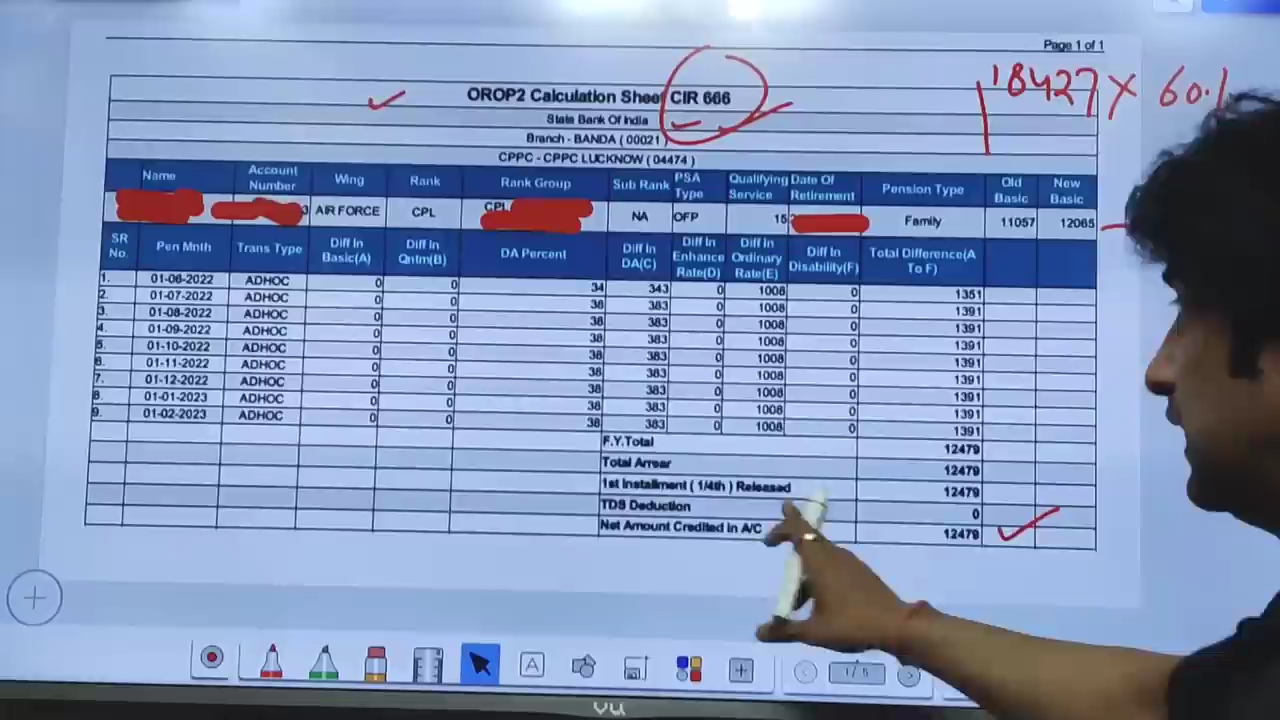 Page 1 of 1
18427 x 60%
OROP2 Calculation Sheet CIR 666
State Bank Of India
Branch - BANDA ( 00021 )
CPPC - CPPC LUCKNOW ( 04474 )
Name Account Number Wing Rank Rank Group Sub Rank PSA Type Qualifying Service Date Of Retirement Pension Type Old Basic New Basic
3 AIR FORCE CPL CPL NA OFP 15 Family 11057 12065
SR No. Pen Mnth Trans Type Diff In Basic(A) Diff In Qntm(B) DA Percent Diff In DA(C) Diff In Enhance Rate(D) Diff In Ordinary Rate(E) Diff In Disability(F) Total Difference(A To F)
1. 01-06-2022 ADHOC 0 0 34 343 0 1008 0 1351
2. 01-07-2022 ADHOC 0 0 38 383 0 1008 0 1391
3. 01-08-2022 ADHOC 0 0 38 383 0 1008 0 1391
4. 01-09-2022 ADHOC 0 0 38 383 0 1008 0 1391
5. 01-10-2022 ADHOC 0 0 38 383 0 1008 0 1391
6. 01-11-2022 ADHOC 0 0 38 383 0 1008 0 1391
7. 01-12-2022 ADHOC 0 0 38 383 0 1008 0 1391
8. 01-01-2023 ADHOC 0 0 38 383 0 1008 0 1391
9. 01-02-2023 ADHOC 0 0 38 383 0 1008 0 1391
F.Y.Total 12479
Total Arrear 12479
1st Installment ( 1/4th ) Released 12479
TDS Deduction 0
Net Amount Credited in A/C 12479
A
1/5
vu